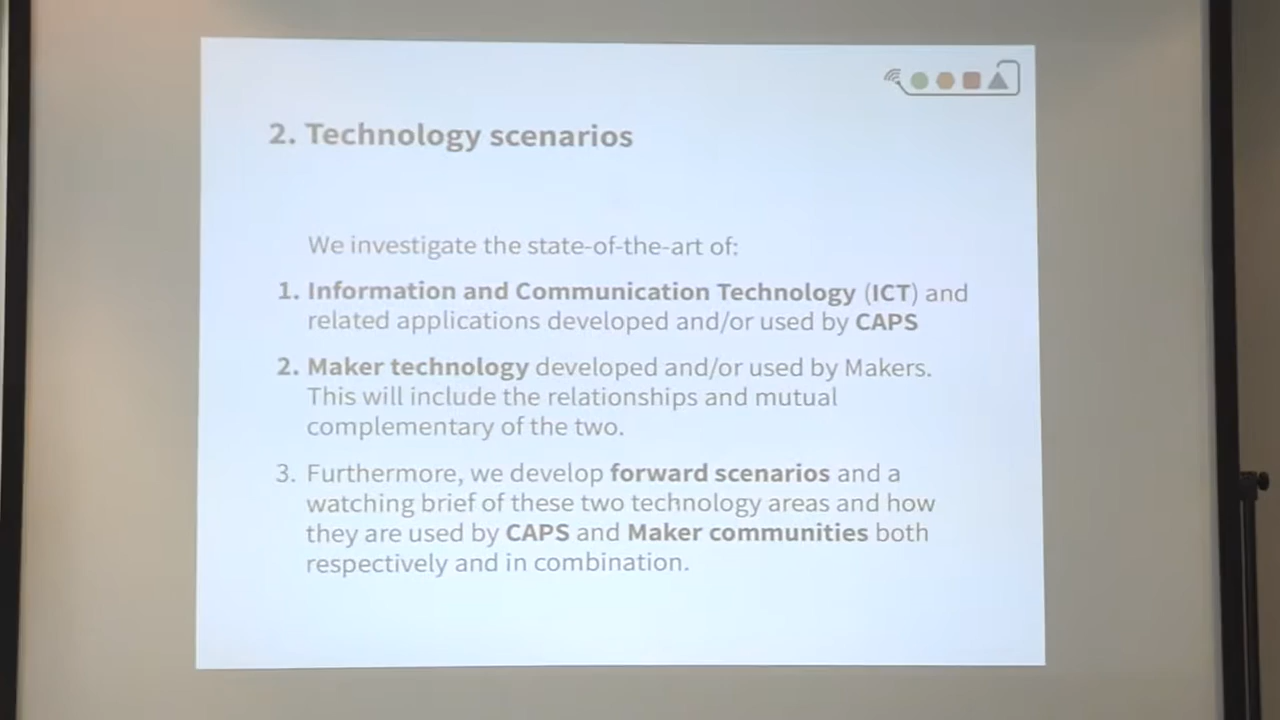 2. Technology scenarios
We investigate the state-of-the-art of:
1. Information and Communication Technology (ICT) and
related applications developed and/or used by CAPS
2. Maker technology developed and/or used by Makers.
This will include the relationships and mutual
complementary of the two.
3. Furthermore, we develop forward scenarios and a
watching brief of these two technology areas and how
they are used by CAPS and Maker communities both
respectively and in combination.